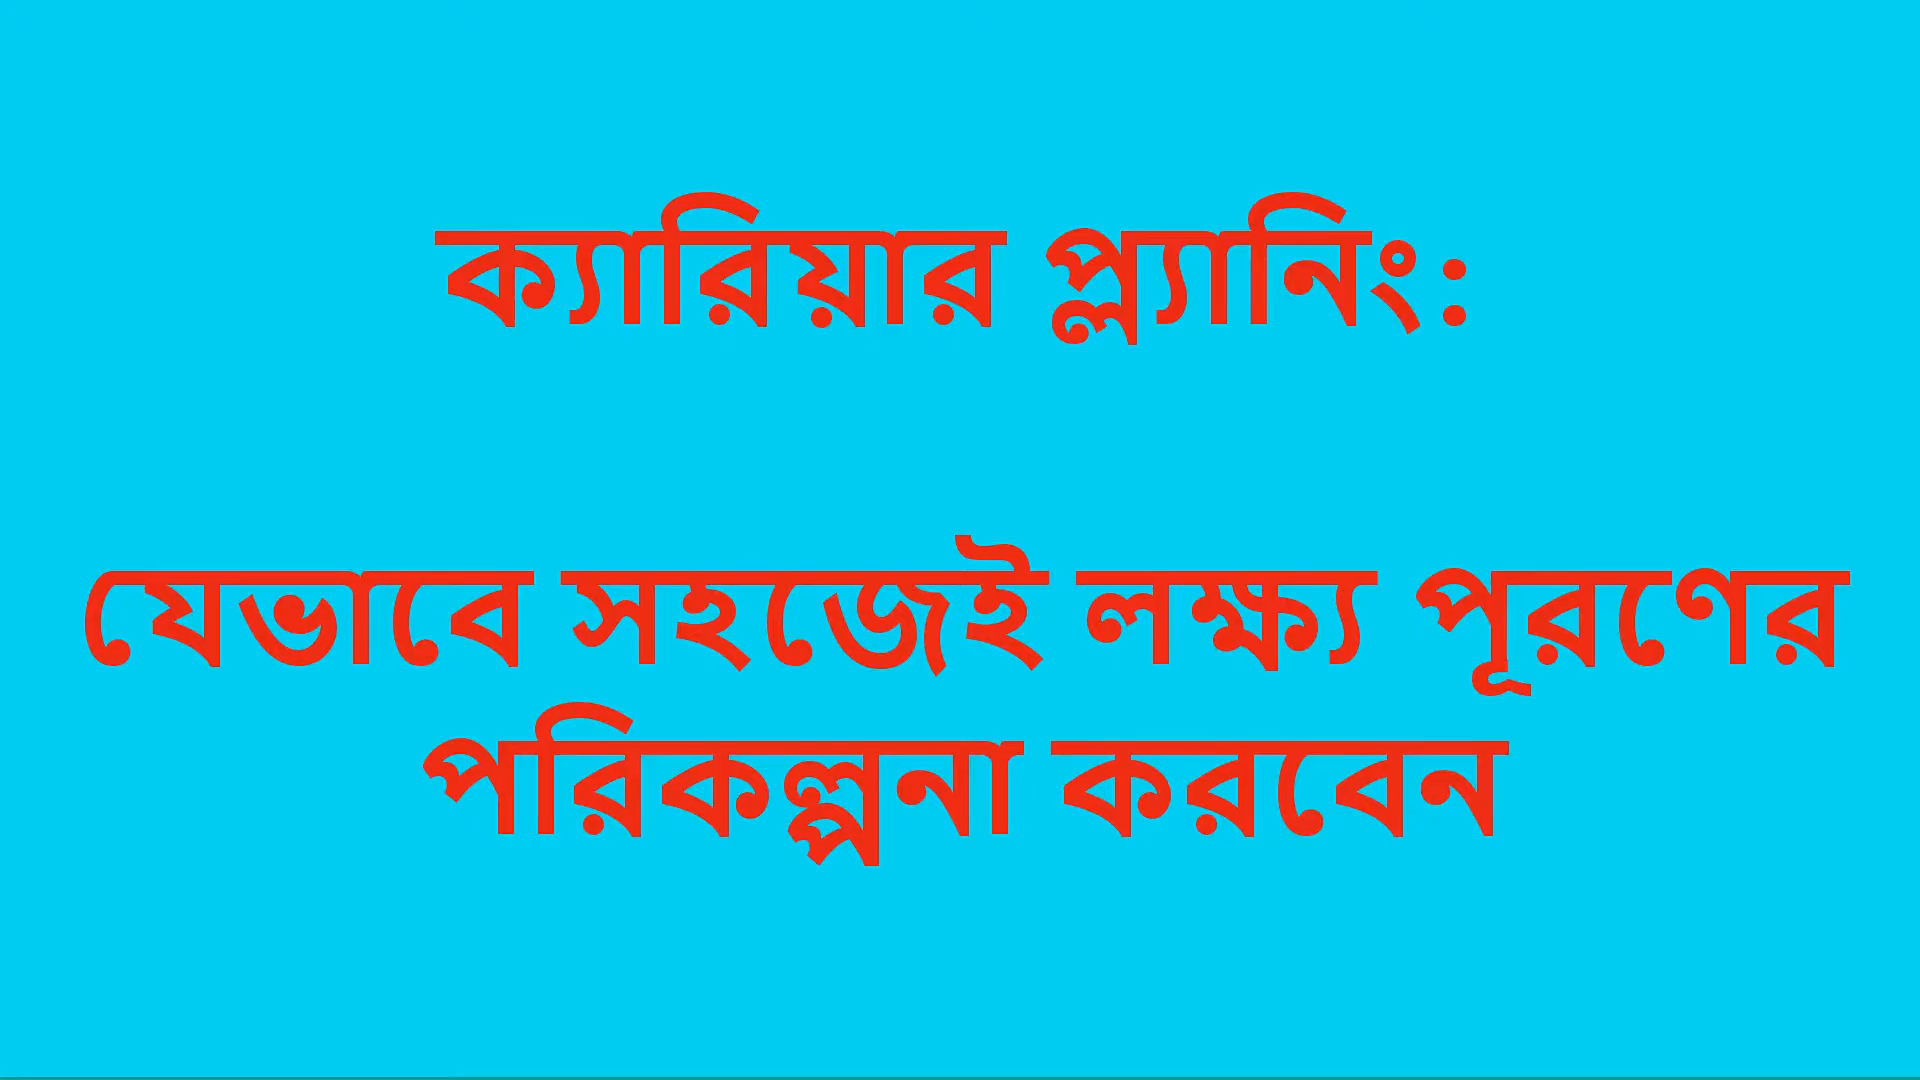 ক্যারিয়ার প্ল্যানিং:
যেভাবে সহজেই লক্ষ্য পূরণের
পরিকল্পনা করবেন